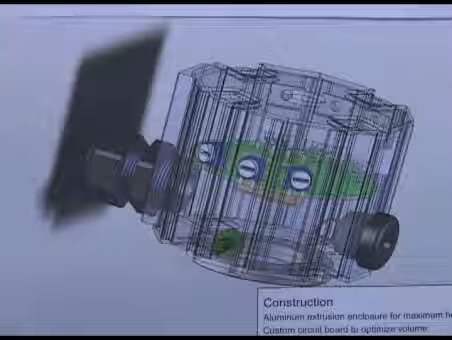 Construction
Aluminum extrusion enclosure for maximum
Custom circuit board to optimize volume.